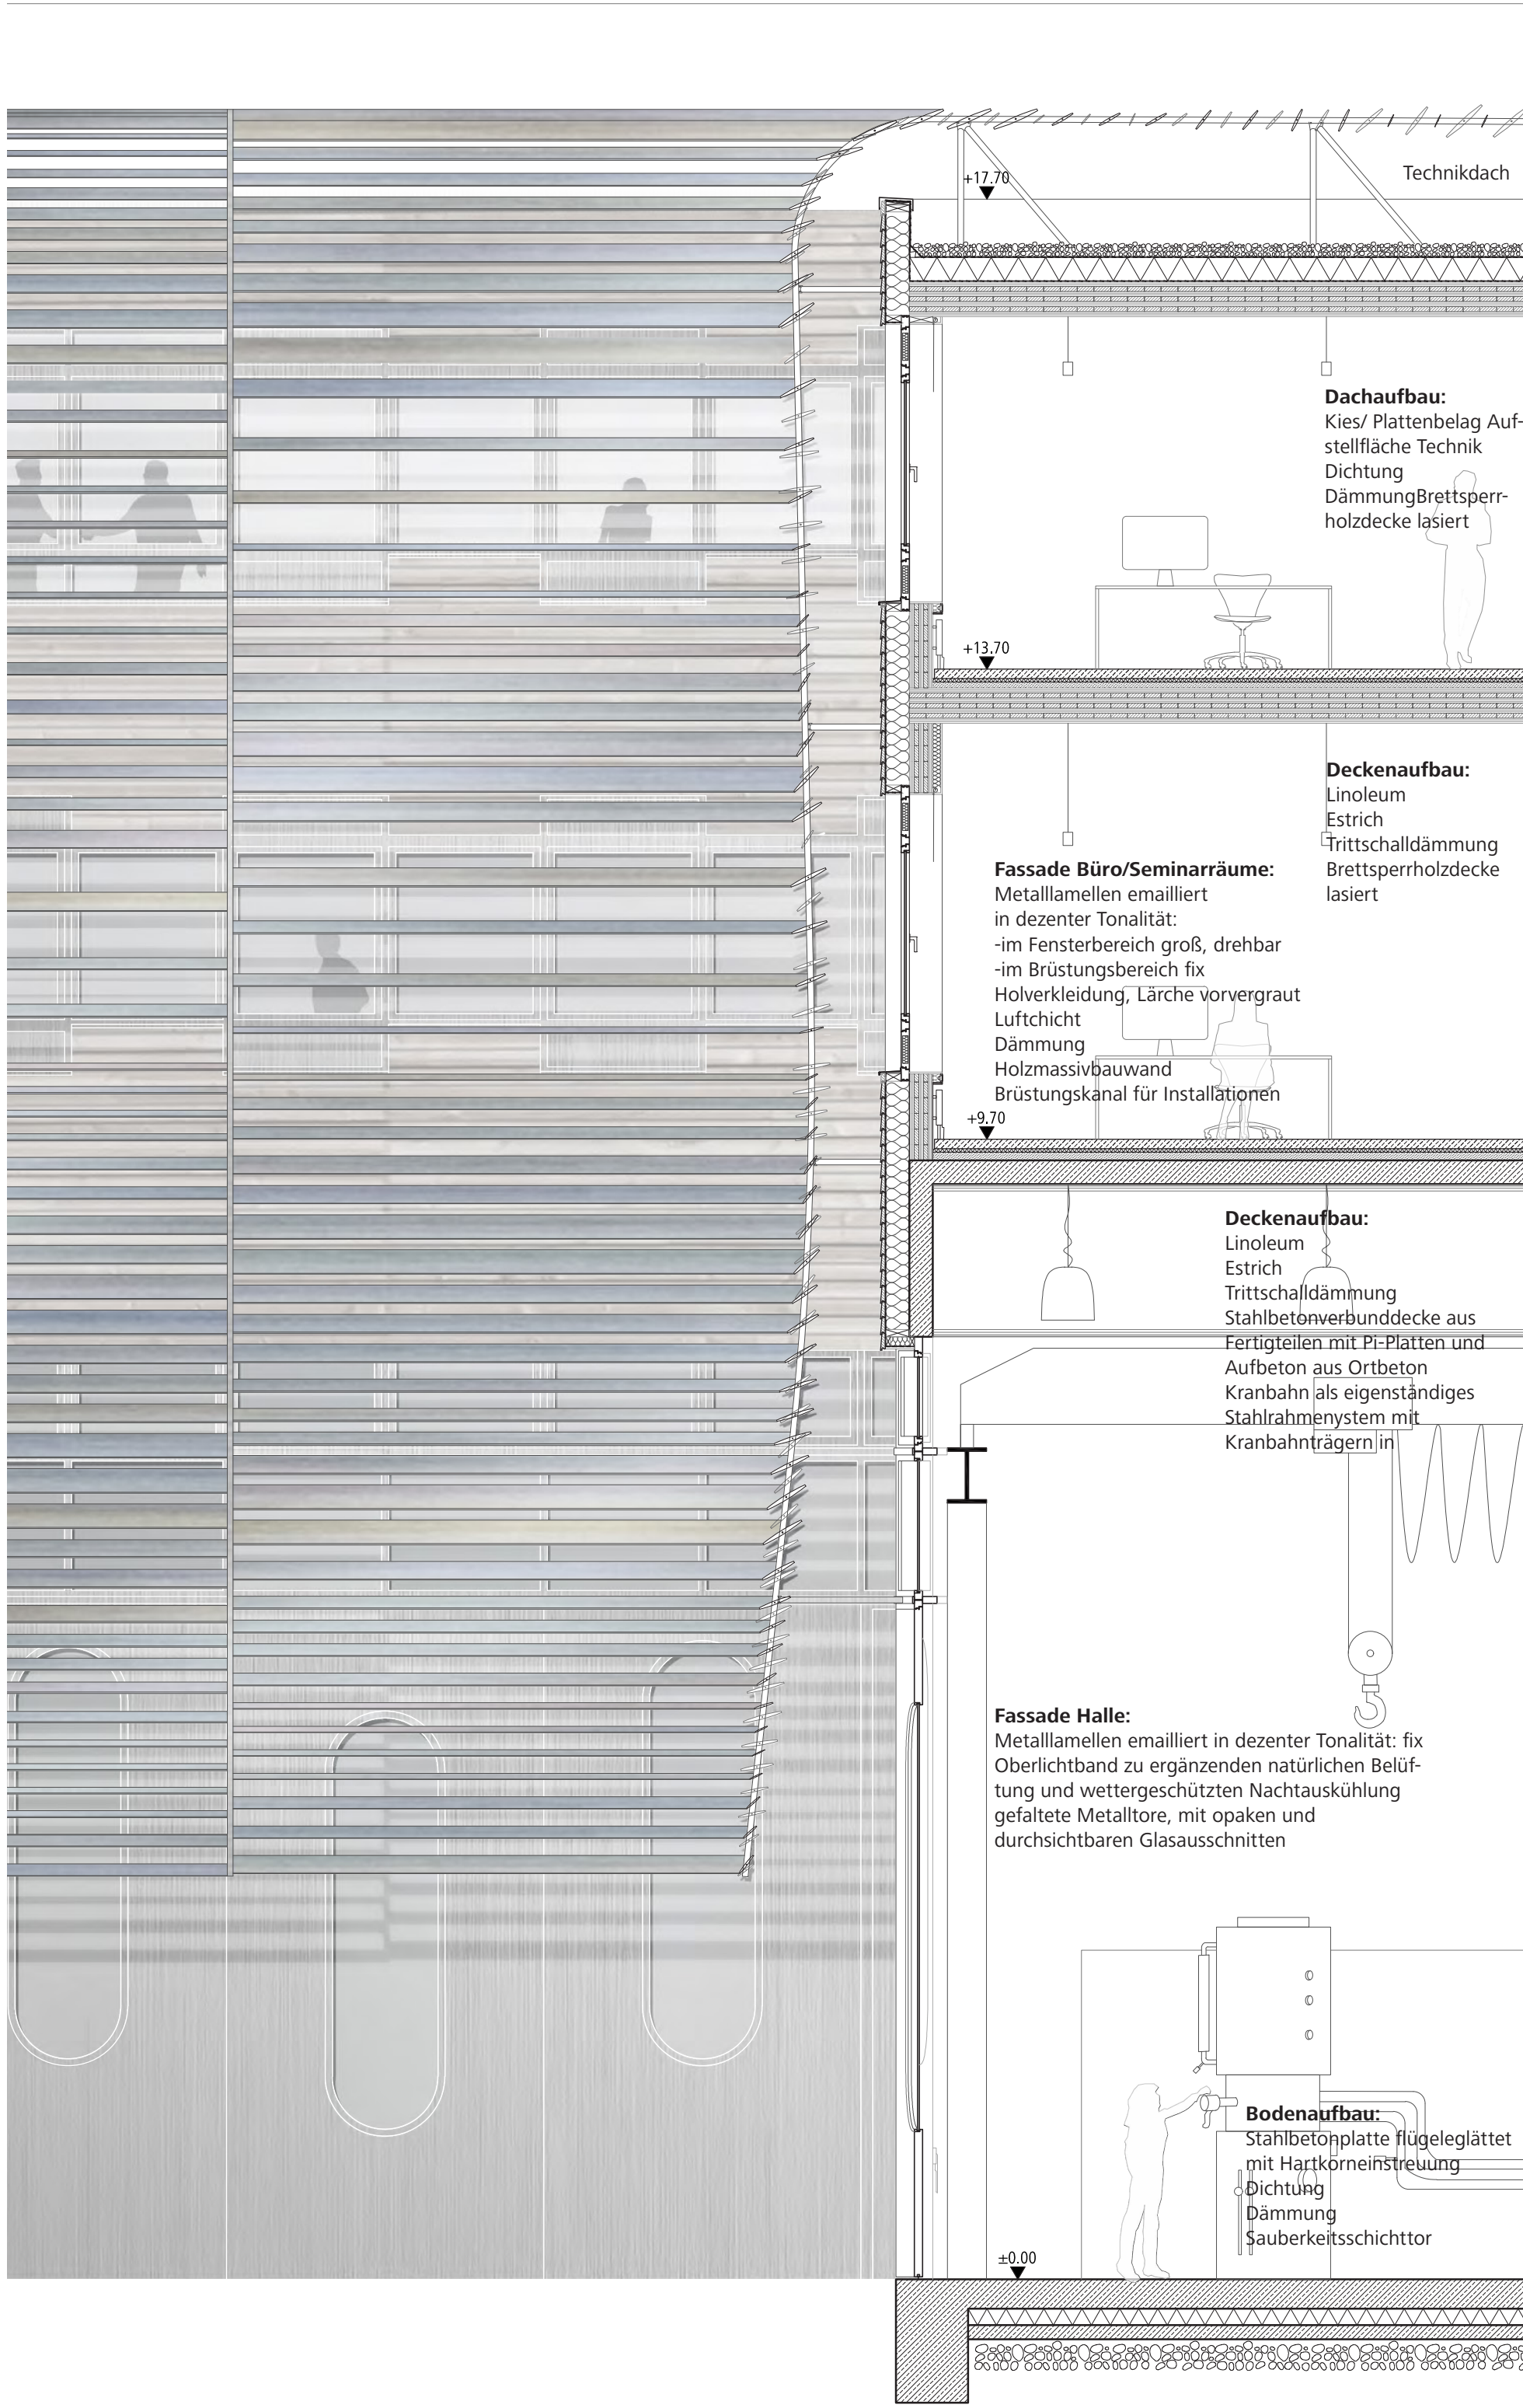 Technikdach
+17.70
Dachaufbau:
Kies/ Plattenbelag Auf-
stellfläche Technik
Dichtung
DämmungBrettsperr-
holzdecke lasiert
+13.70
Deckenaufbau:
Linoleum
Estrich
Trittschalldämmung
Brettsperrholzdecke
lasiert
Fassade Büro/Seminarräume:
Metalllamellen emailliert
in dezenter Tonalität:
-im Fensterbereich groß, drehbar
-im Brüstungsbereich fix
Holverkleidung, Lärche vorvergraut
Luftchicht
Dämmung
Holzmassivbauwand
Brüstungskanal für Installationen
+9.70
Deckenaufbau:
Linoleum
Estrich
Trittschalldämmung
Stahlbetonverbunddecke aus
Fertigteilen mit Pi-Platten und
Aufbeton aus Ortbeton
Kranbahn als eigenständiges
Stahlrahmenystem mit
Kranbahnträgern in
Fassade Halle:
Metalllamellen emailliert in dezenter Tonalität: fix
Oberlichtband zu ergänzenden natürlichen Belüf-
tung und wettergeschützten Nachtauskühlung
gefaltete Metalltore, mit opaken und
durchsichtbaren Glasausschnitten
Bodenaufbau:
Stahlbetonplatte flügeleglättet
mit Hartkorneinstreuung
Dichtung
Dämmung
Sauberkeitsschichttor
±0.00